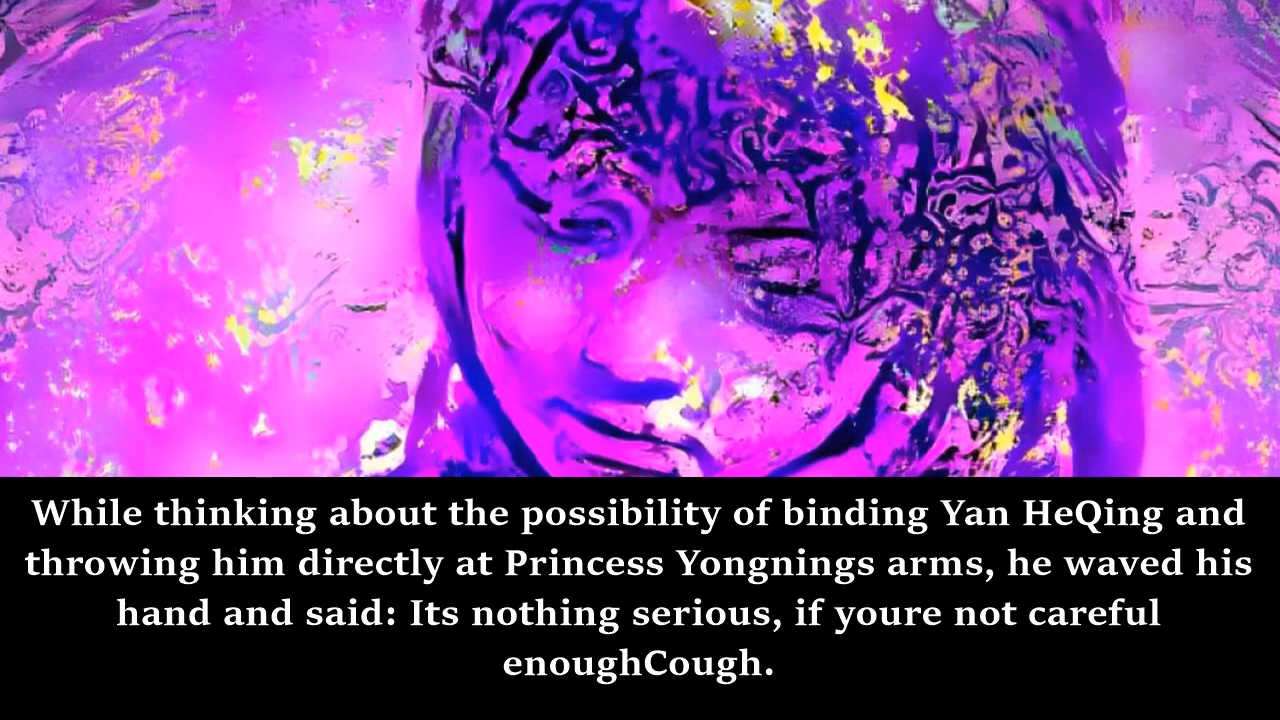 While thinking about the possibility of binding Yan HeQing and
throwing him directly at Princess Yongnings arms, he waved his
hand and said: Its nothing serious, if youre not careful
enoughCough.